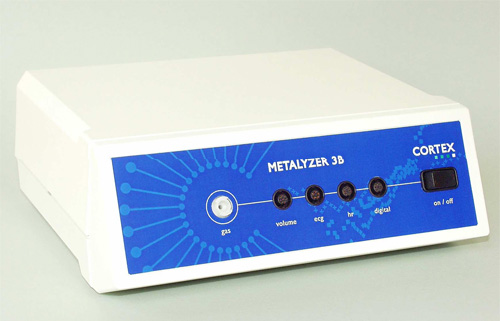 METALYZER 3B
CORTEX
gas
volume
ecg
hr
digital
on / off